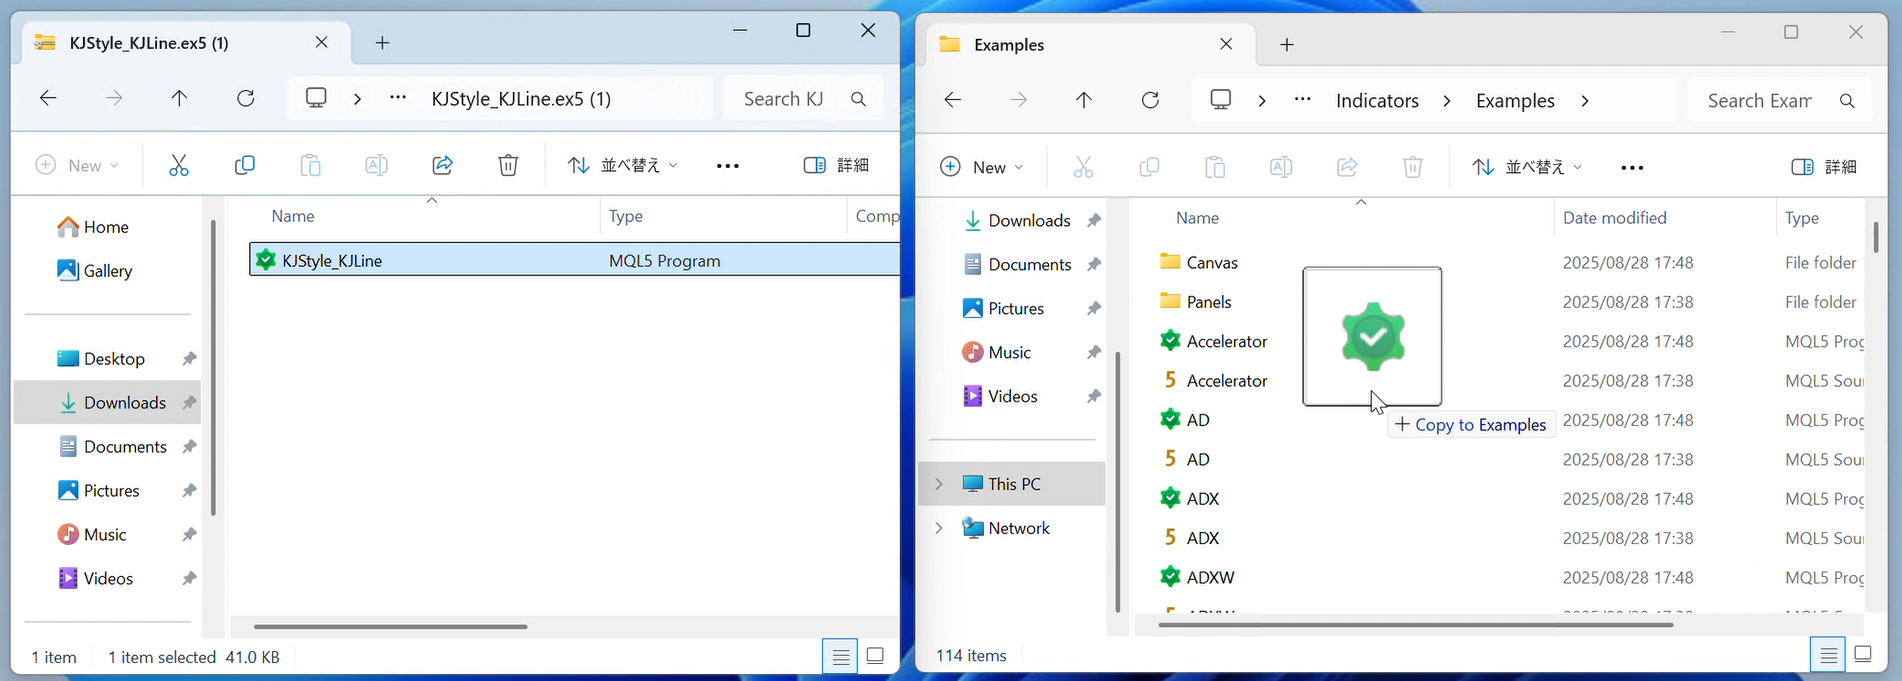 KJStyle_KJLine.ex5 (1)
KJStyle_KJLine.ex5 (1)
Search KJ
New
並べ替え
詳細
Name
Type
Comp
Home
Gallery
Desktop
Downloads
Documents
Pictures
Music
Videos
KJStyle_KJLine MQL5 Program
1 item 1 item selected 41.0 KB
Examples
Indicators Examples
Search Exam
New
並べ替え
詳細
Downloads
Documents
Pictures
Music
Videos
This PC
Network
Name Date modified Type
Canvas 2025/08/28 17:48 File folder
Panels 2025/08/28 17:38 File folder
Accelerator 2025/08/28 17:48 MQL5 Prog
Accelerator 2025/08/28 17:38 MQL5 Sou
AD 2025/08/28 17:48 MQL5 Prog
AD 2025/08/28 17:38 MQL5 Sou
ADX 2025/08/28 17:48 MQL5 Prog
ADX 2025/08/28 17:38 MQL5 Sou
ADXW 2025/08/28 17:48 MQL5 Prog
+ Copy to Examples
114 items